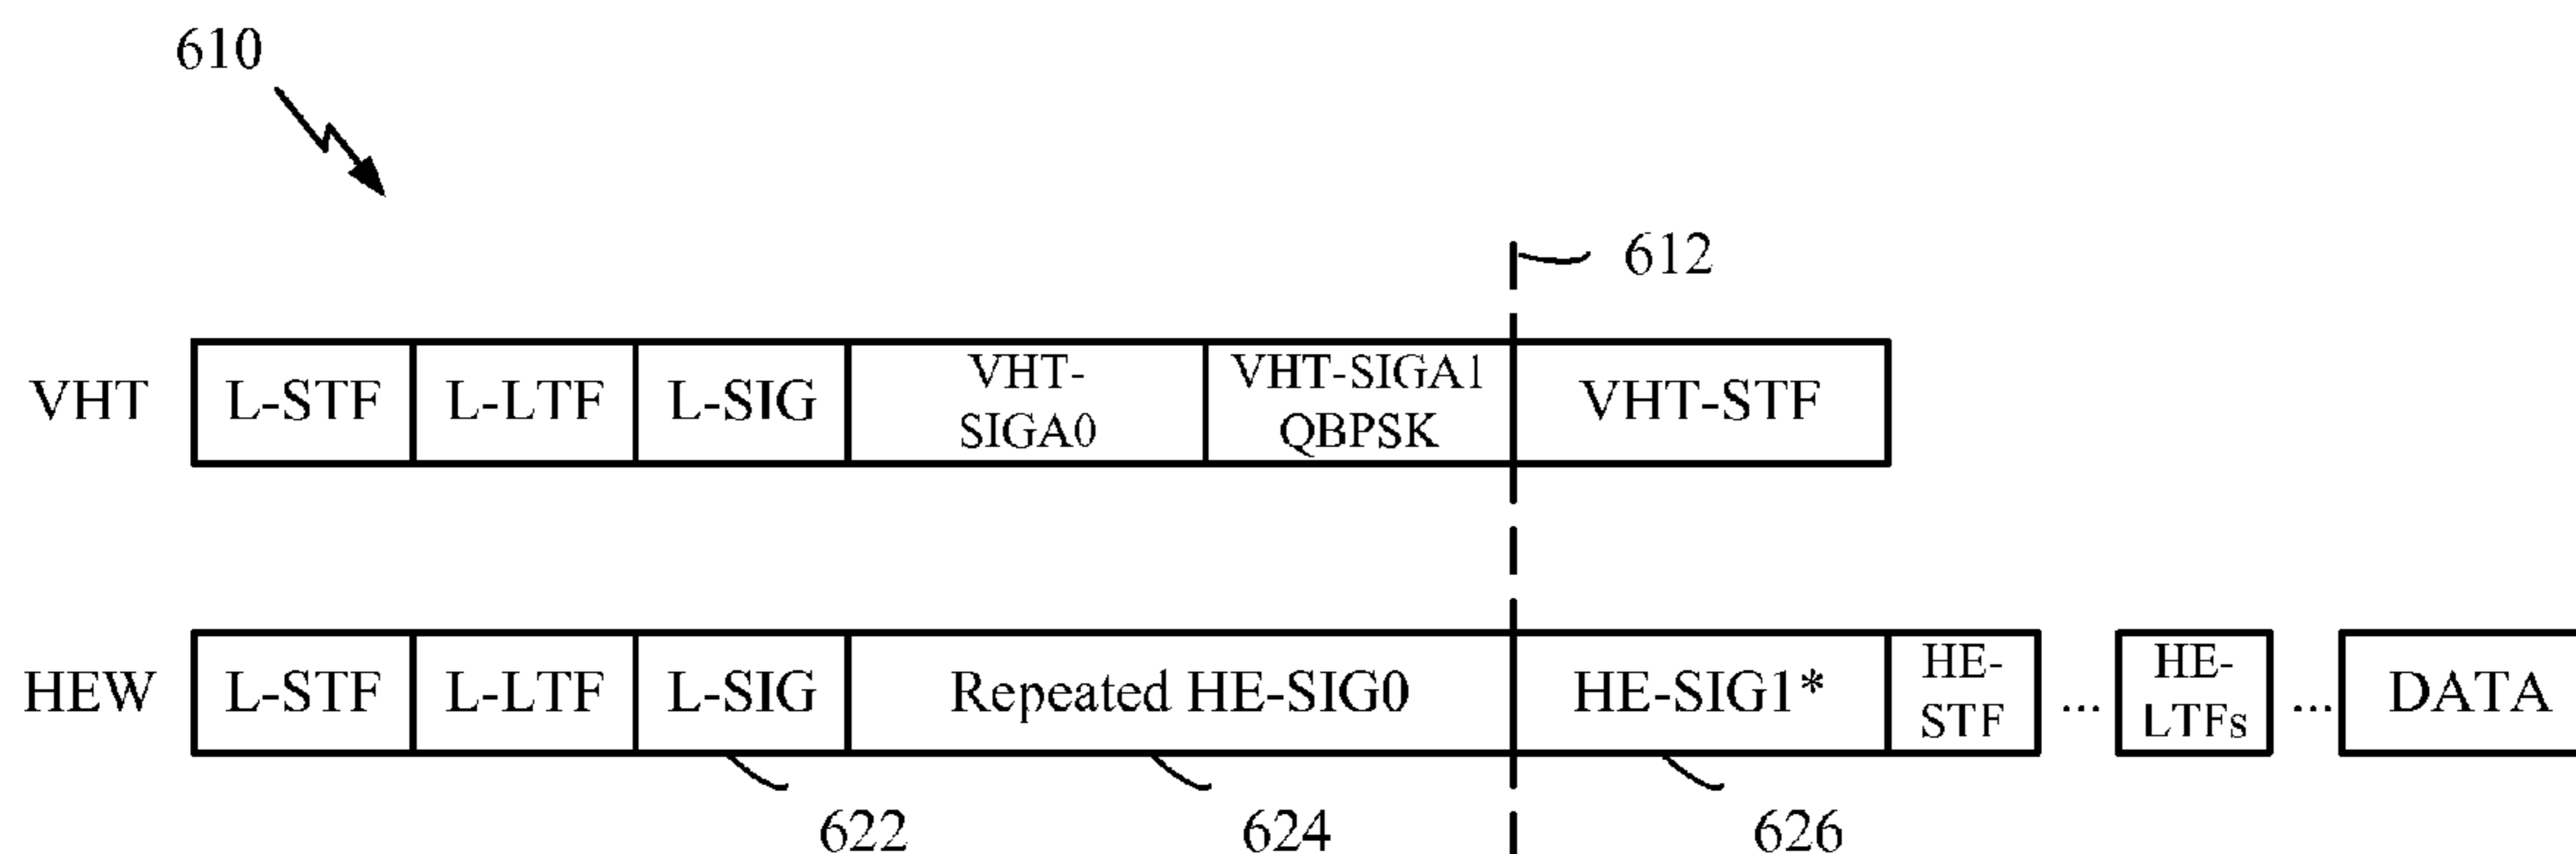 610
612
VHT L-STF L-LTF L-SIG VHT-SIGA0 VHT-SIGA1 QBPSK VHT-STF
HEW L-STF L-LTF L-SIG Repeated HE-SIG0 HE-SIG1* HE-STF ... HE-LTFs ... DATA
622 624 626